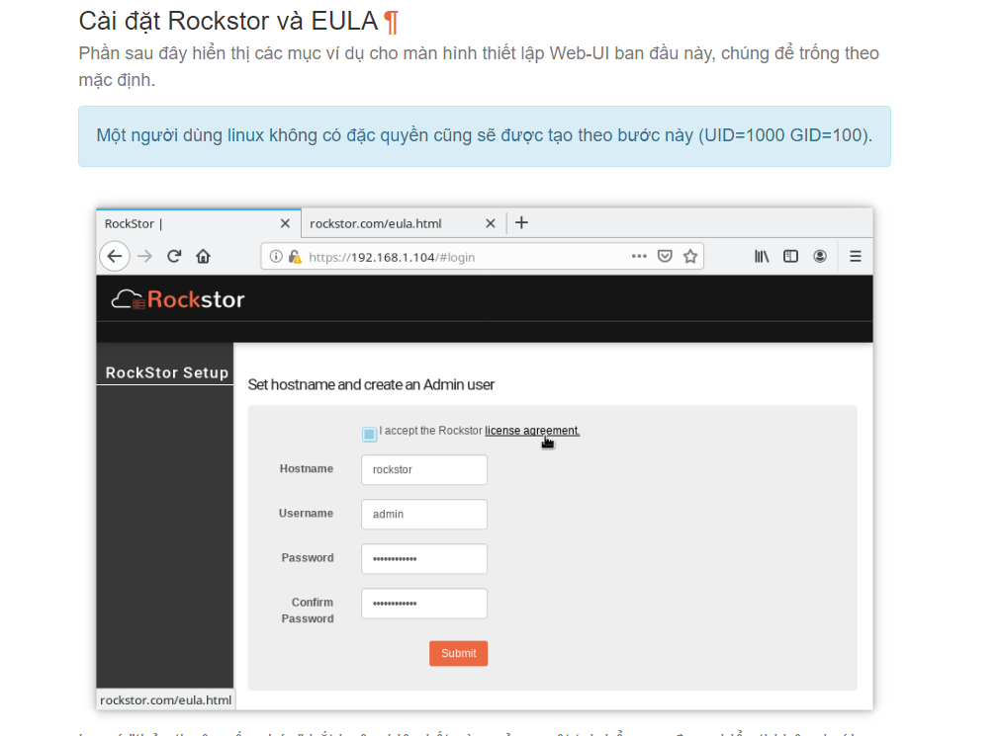 Cài đặt Rockstor và EULA ¶
Phần sau đây hiển thị các mục ví dụ cho màn hình thiết lập Web-UI ban đầu này, chúng để trống theo
mặc định.
Một người dùng linux không có đặc quyền cũng sẽ được tạo theo bước này (UID=1000 GID=100).
RockStor |
rockstor.com/eula.html
https://192.168.1.104/#login
Rockstor
RockStor Setup
Set hostname and create an Admin user
I accept the Rockstor license agreement.
Hostname
rockstor
Username
admin
Password
••••••••••••
Confirm
Password
••••••••••••
Submit
rockstor.com/eula.html